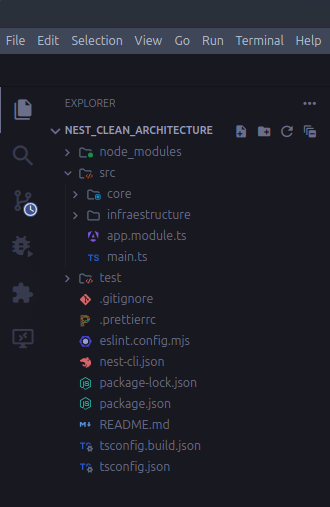 File Edit Selection View Go Run Terminal Help
EXPLORER
NEST_CLEAN_ARCHITECTURE
node_modules
src
core
infraestructure
app.module.ts
TS main.ts
test
.gitignore
.prettierrc
eslint.config.mjs
nest-cli.json
package-lock.json
package.json
README.md
TS tsconfig.build.json
TS tsconfig.json